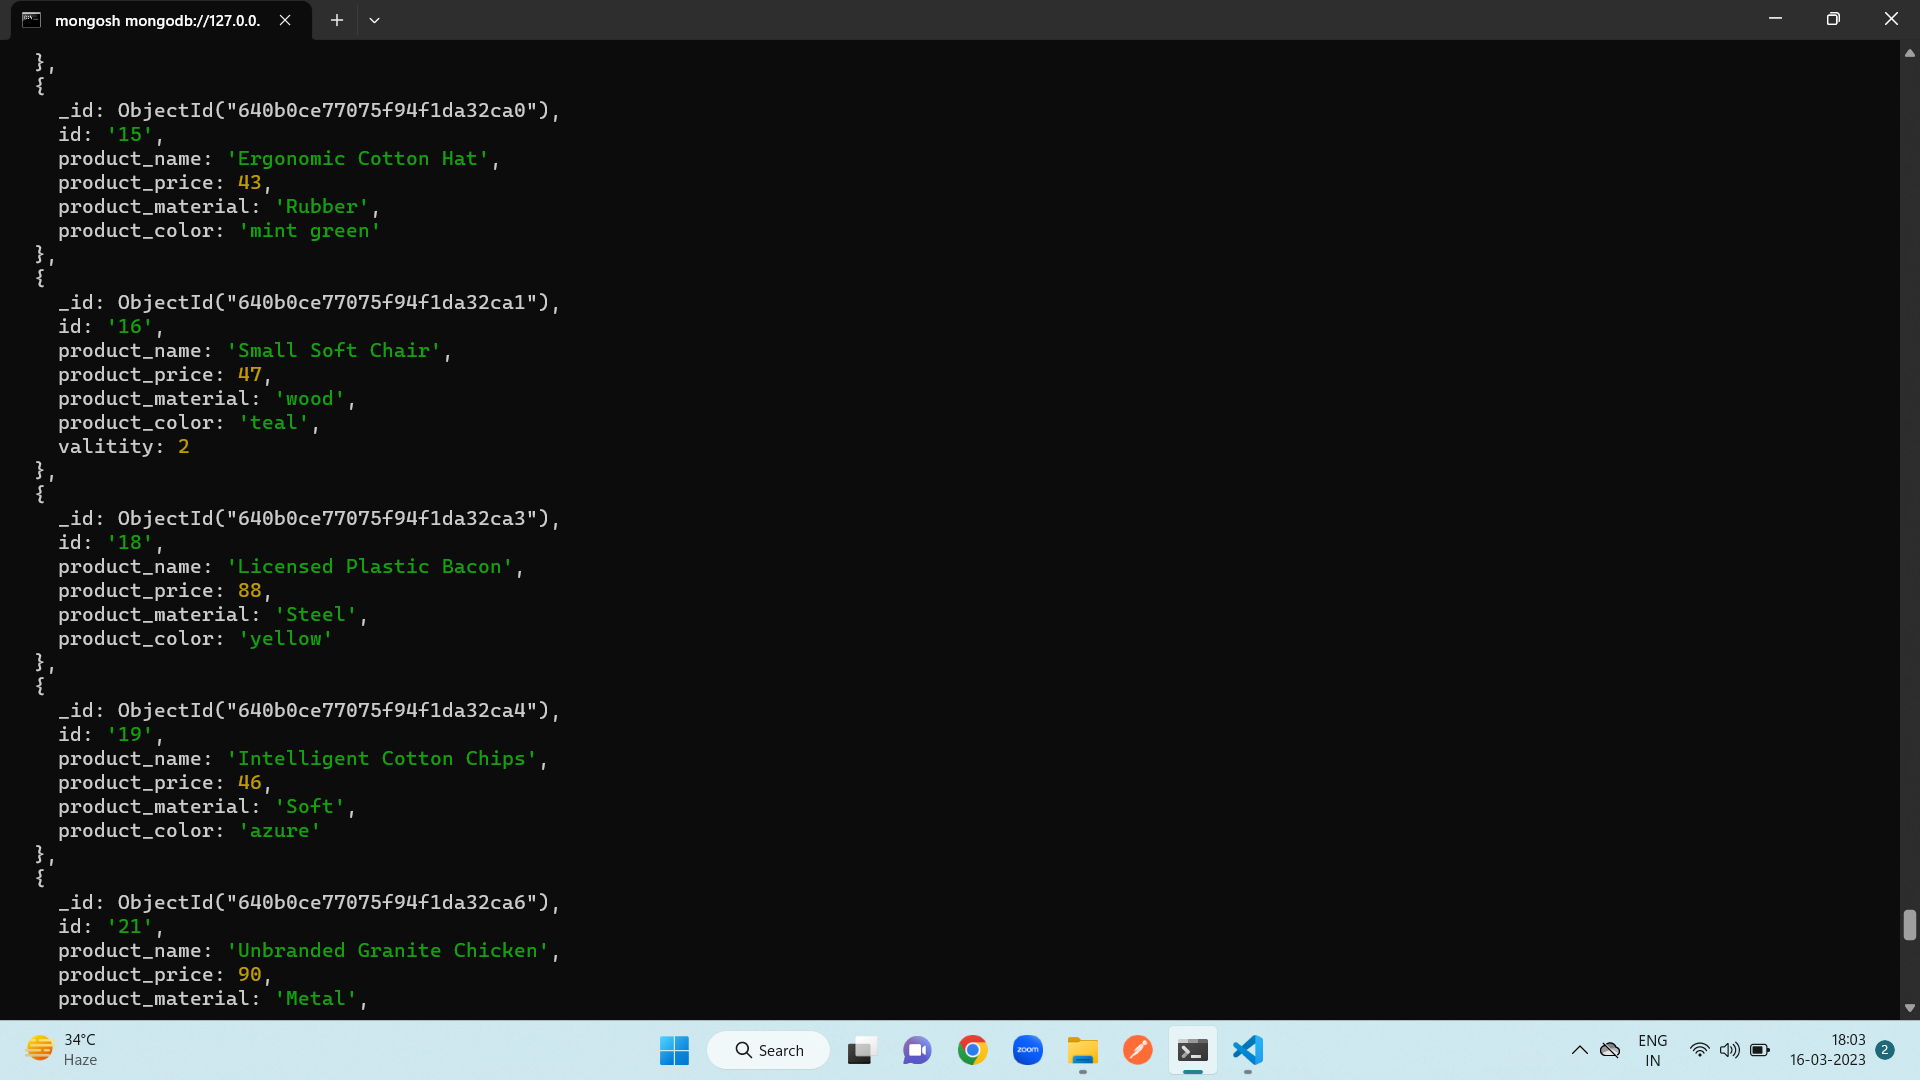 mongosh mongodb://127.0.0.
},
{
_id: ObjectId("640b0ce77075f94f1da32ca0"),
id: '15',
product_name: 'Ergonomic Cotton Hat',
product_price: 43,
product_material: 'Rubber',
product_color: 'mint green'
},
{
_id: ObjectId("640b0ce77075f94f1da32ca1"),
id: '16',
product_name: 'Small Soft Chair',
product_price: 47,
product_material: 'wood',
product_color: 'teal',
valitity: 2
},
{
_id: ObjectId("640b0ce77075f94f1da32ca3"),
id: '18',
product_name: 'Licensed Plastic Bacon',
product_price: 88,
product_material: 'Steel',
product_color: 'yellow'
},
{
_id: ObjectId("640b0ce77075f94f1da32ca4"),
id: '19',
product_name: 'Intelligent Cotton Chips',
product_price: 46,
product_material: 'Soft',
product_color: 'azure'
},
{
_id: ObjectId("640b0ce77075f94f1da32ca6"),
id: '21',
product_name: 'Unbranded Granite Chicken',
product_price: 90,
product_material: 'Metal',
34°C
Haze
Search
zoom
ENG
IN
18:03
16-03-2023
2